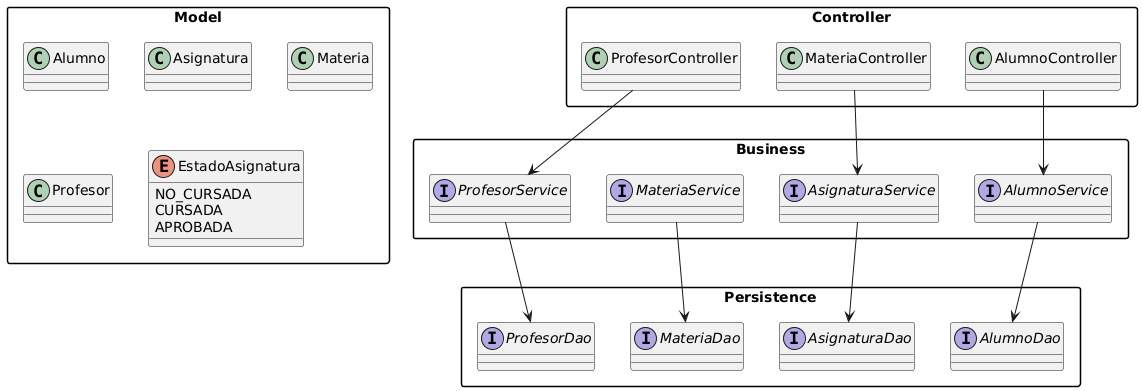 Model
C Alumno
C Asignatura
C Materia
C Profesor
E EstadoAsignatura
NO_CURSADA
CURSADA
APROBADA
Controller
C ProfesorController
C MateriaController
C AlumnoController
Business
I ProfesorService
I MateriaService
I AsignaturaService
I AlumnoService
Persistence
I ProfesorDao
I MateriaDao
I AsignaturaDao
I AlumnoDao